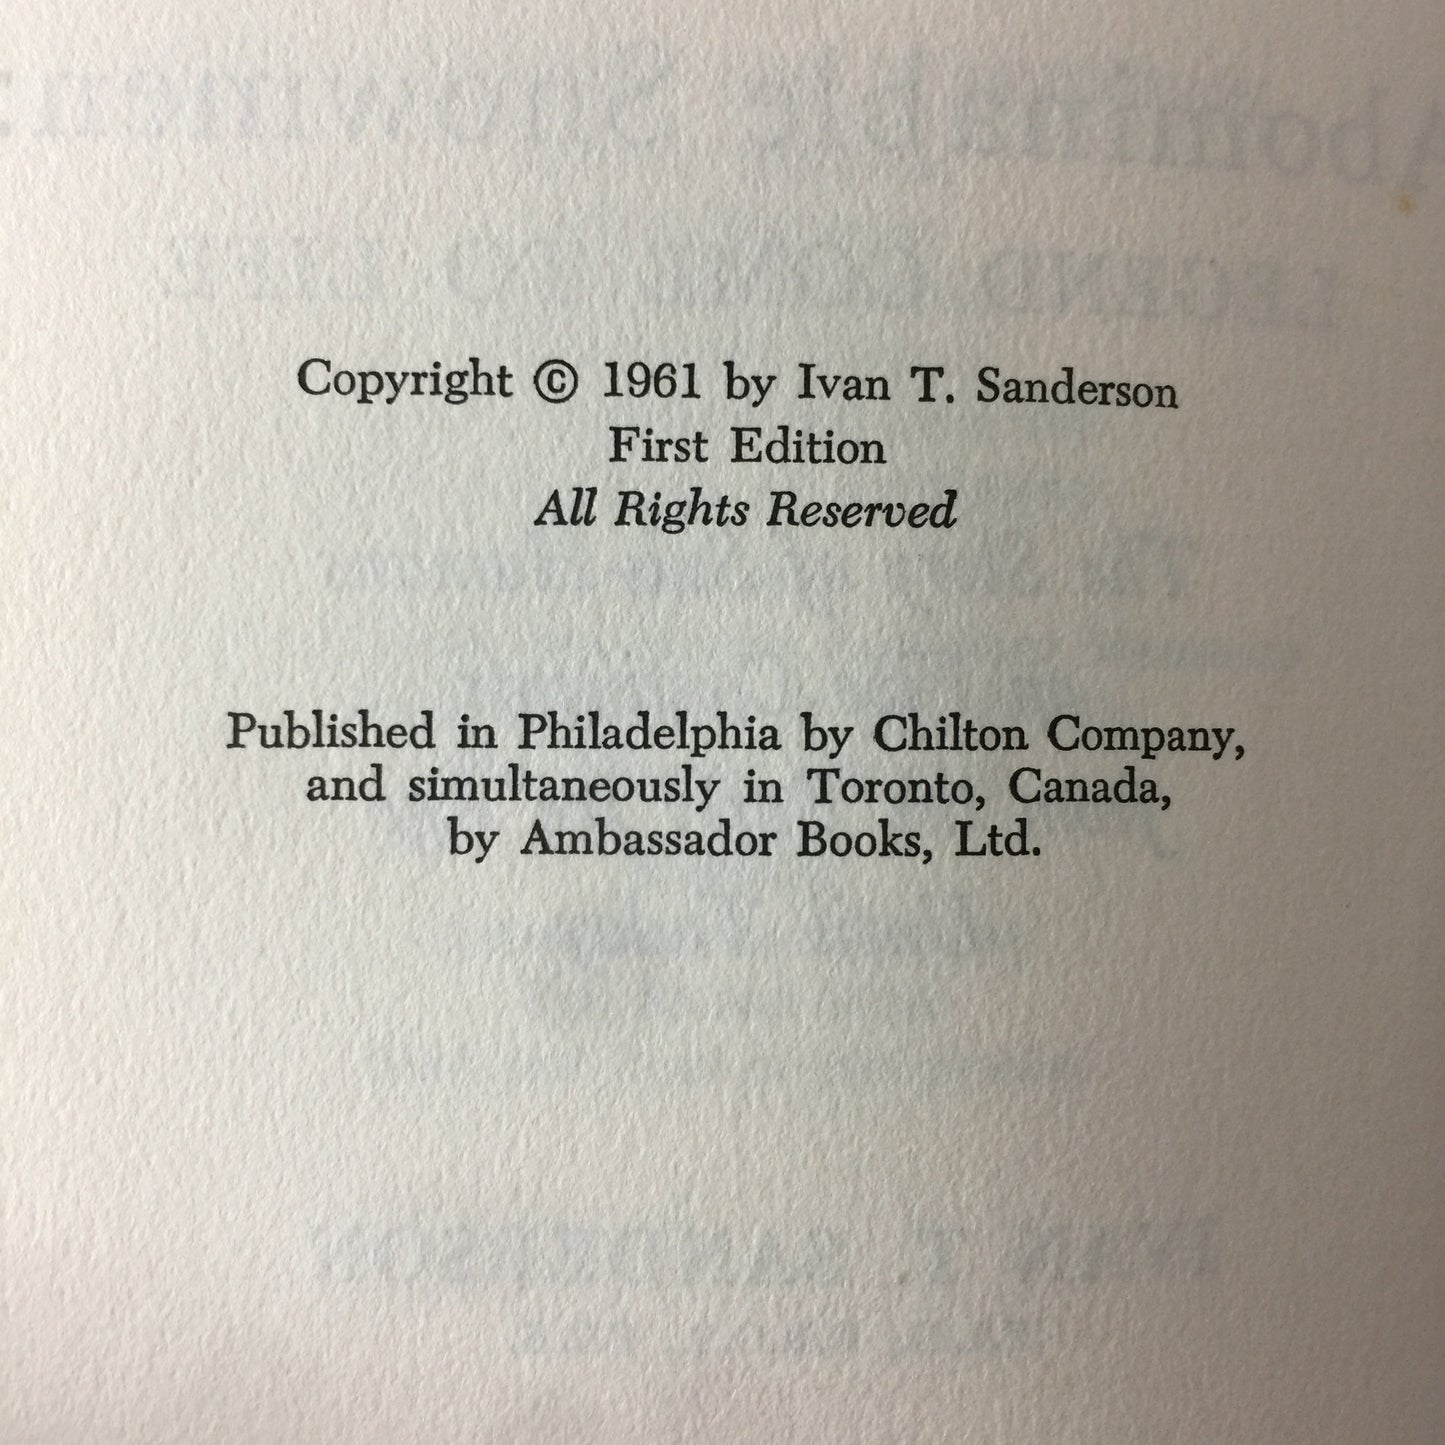 Copyright © 1961 by Ivan T. Sanderson
First Edition
All Rights Reserved
Published in Philadelphia by Chilton Company,
and simultaneously in Toronto, Canada,
by Ambassador Books, Ltd.